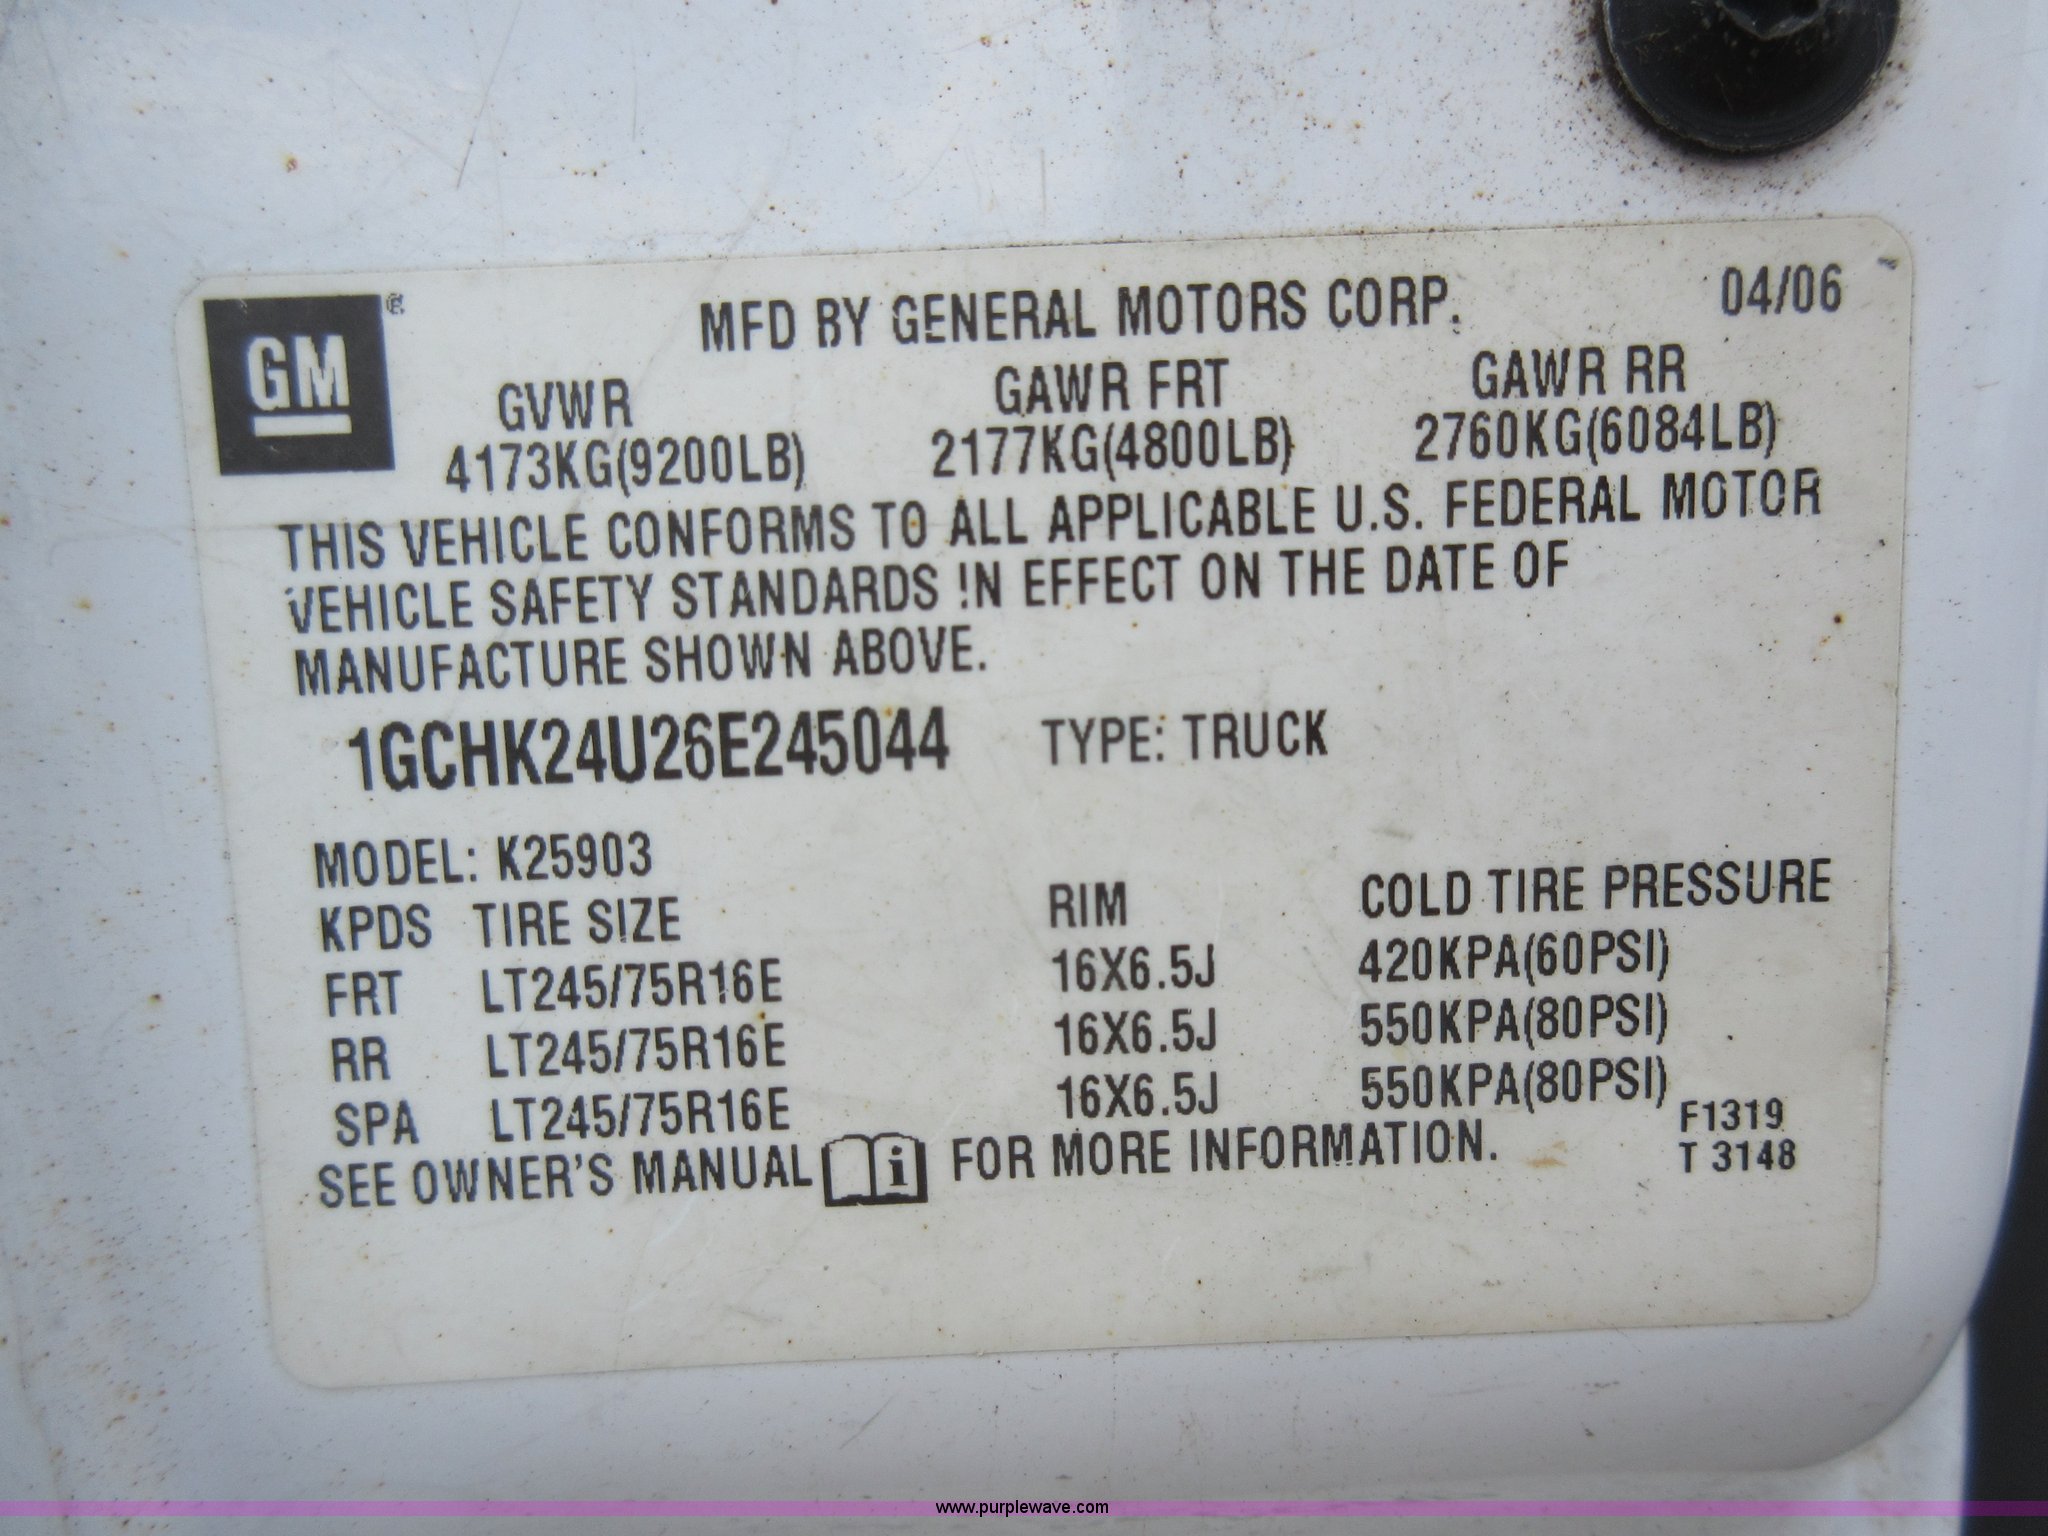 GM®
MFD BY GENERAL MOTORS CORP. 04/06
GVWR GAWR FRT GAWR RR
4173KG(9200LB) 2177KG(4800LB) 2760KG(6084LB)
THIS VEHICLE CONFORMS TO ALL APPLICABLE U.S. FEDERAL MOTOR
VEHICLE SAFETY STANDARDS IN EFFECT ON THE DATE OF
MANUFACTURE SHOWN ABOVE.
1GCHK24U26E245044 TYPE: TRUCK
MODEL: K25903
KPDS TIRE SIZE RIM COLD TIRE PRESSURE
FRT LT245/75R16E 16X6.5J 420KPA(60PSI)
RR LT245/75R16E 16X6.5J 550KPA(80PSI)
SPA LT245/75R16E 16X6.5J 550KPA(80PSI)
SEE OWNER'S MANUAL i FOR MORE INFORMATION.
F1319
T 3148
www.purplewave.com